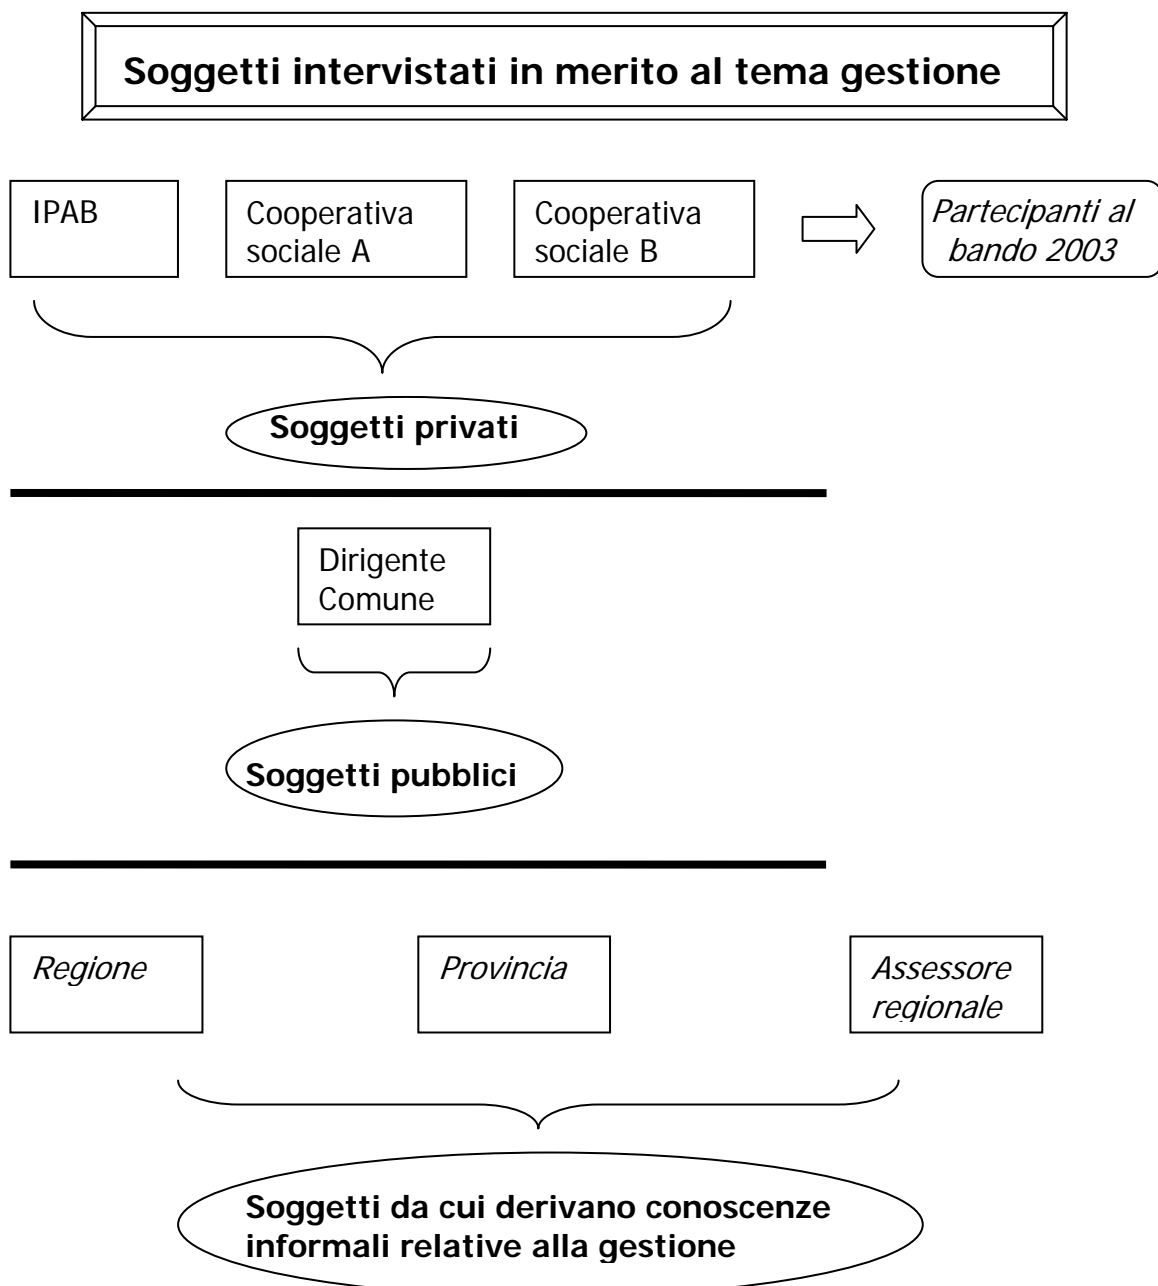 Soggetti intervistati in merito al tema gestione
IPAB
Cooperativa
sociale A
Cooperativa
sociale B
Partecipanti al
bando 2003
Soggetti privati
Dirigente
Comune
Soggetti pubblici
Regione
Provincia
Assessore
regionale
Soggetti da cui derivano conoscenze
informali relative alla gestione